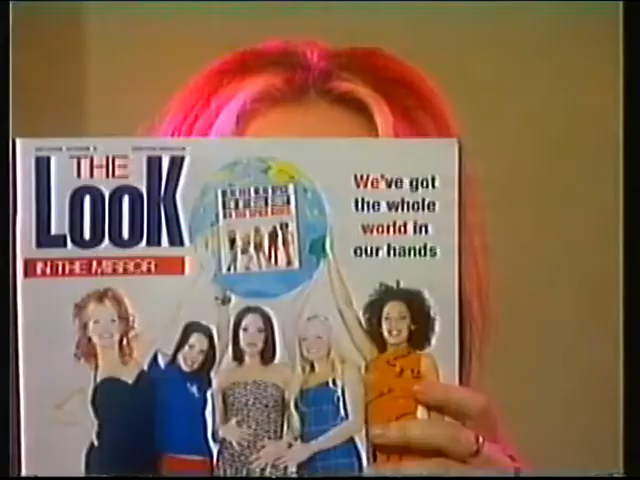 THE
LooK
IN THE MIRROR
We've got
the whole
world in
our hands